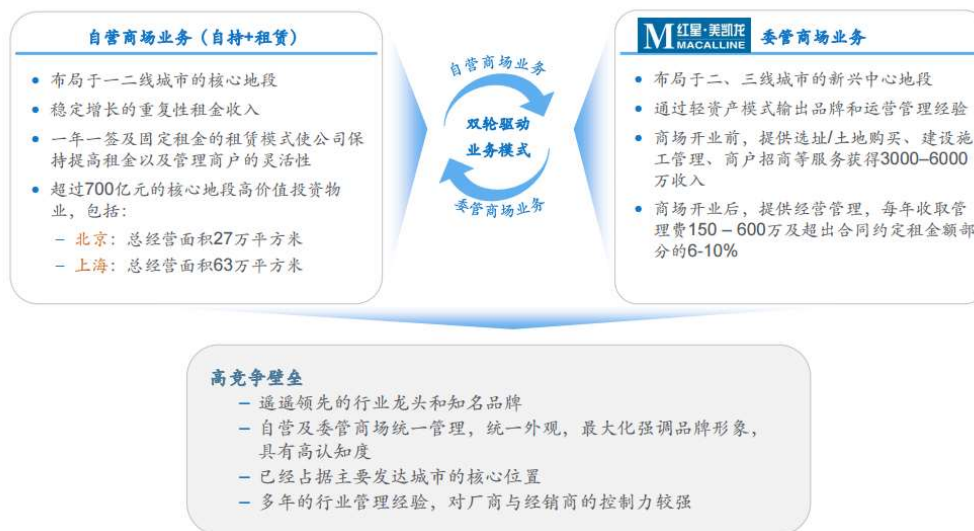 自营商场业务（自持+租赁）
布局于一二线城市的核心地段
稳定增长的重复性租金收入
一年一签及固定租金的租赁模式使公司保
持提高租金以及管理商户的灵活性
超过700亿元的核心地段高价值投资物
业，包括：
– 北京：总经营面积27万平方米
– 上海：总经营面积63万平方米
自营商场业务
双轮驱动
业务模式
委管商场业务
M 红星·美凯龙
MACALLINE
委管商场业务
布局于二、三线城市的新兴中心地段
通过轻资产模式输出品牌和运营管理经验
商场开业前，提供选址/土地购买、建设施
工管理、商户招商等服务获得3000–6000
万收入
商场开业后，提供经营管理，每年收取管
理费150 – 600万及超出合同约定租金额部
分的6-10%
高竞争壁垒
– 遥遥领先的行业龙头和知名品牌
– 自营及委管商场统一管理，统一外观，最大化强调品牌形象，
具有高认知度
– 已经占据主要发达城市的核心位置
– 多年的行业管理经验，对厂商与经销商的控制力较强